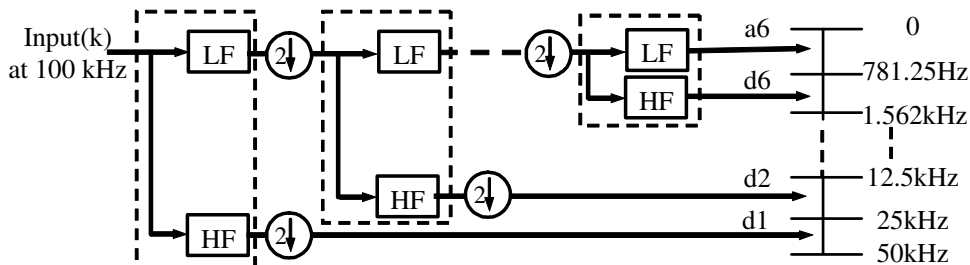 Input(k)
at 100 kHz
LF
2
LF
2
LF
a6
0
781.25Hz
HF
d6
1.562kHz
HF
2
d2
12.5kHz
HF
2
d1
25kHz
50kHz